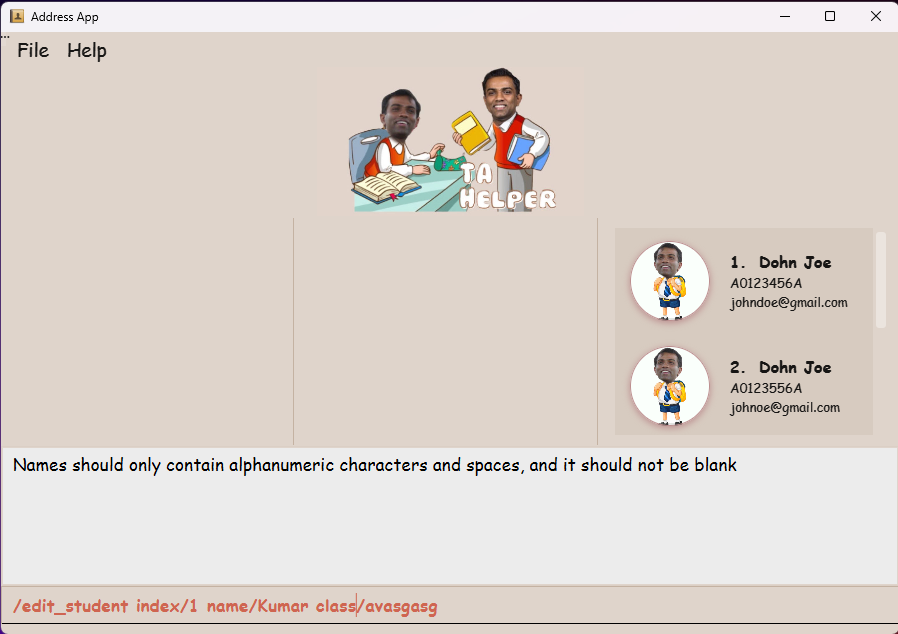 Address App
...
File Help
TA
HELPER
1. Dohn Joe
A0123456A
johndoe@gmail.com
2. Dohn Joe
A0123556A
johnoe@gmail.com
Names should only contain alphanumeric characters and spaces, and it should not be blank
/edit_student index/1 name/Kumar class/avasgasg